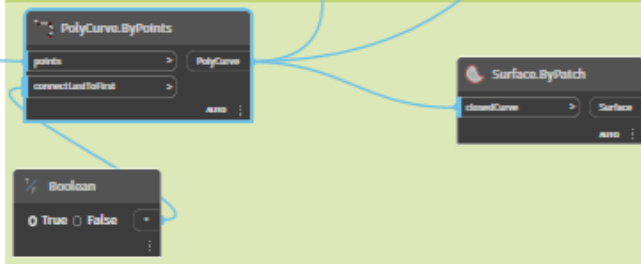 PolyCurve.ByPoints
points > PolyCurve
connectLastToFirst >
AUTO
Surface.ByPatch
closedCurve > Surface
AUTO
Boolean
True False